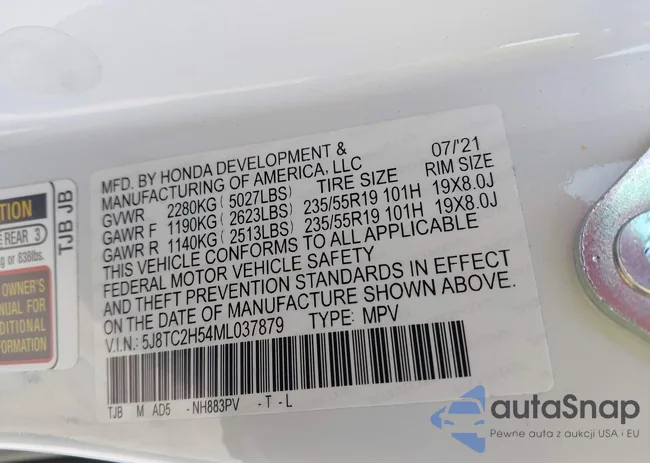 MFD. BY HONDA DEVELOPMENT & 07/'21
MANUFACTURING OF AMERICA, LLC
TIRE SIZE RIM SIZE
GVWR 2280KG (5027LBS)
GAWR F 1190KG (2623LBS) 235/55R19 101H 19X8.0J
GAWR R 1140KG (2513LBS) 235/55R19 101H 19X8.0J
THIS VEHICLE CONFORMS TO ALL APPLICABLE
FEDERAL MOTOR VEHICLE SAFETY
AND THEFT PREVENTION STANDARDS IN EFFECT
ON THE DATE OF MANUFACTURE SHOWN ABOVE.
V.I.N.: 5J8TC2H54ML037879 TYPE: MPV
TJB M AD5 -NH883PV -T-L
TJB JB
REAR 3
or 838lbs.
OWNER'S
MANUAL FOR
ADDITIONAL
INFORMATION
autaSnap
Pewne auta z aukcji USA i EU